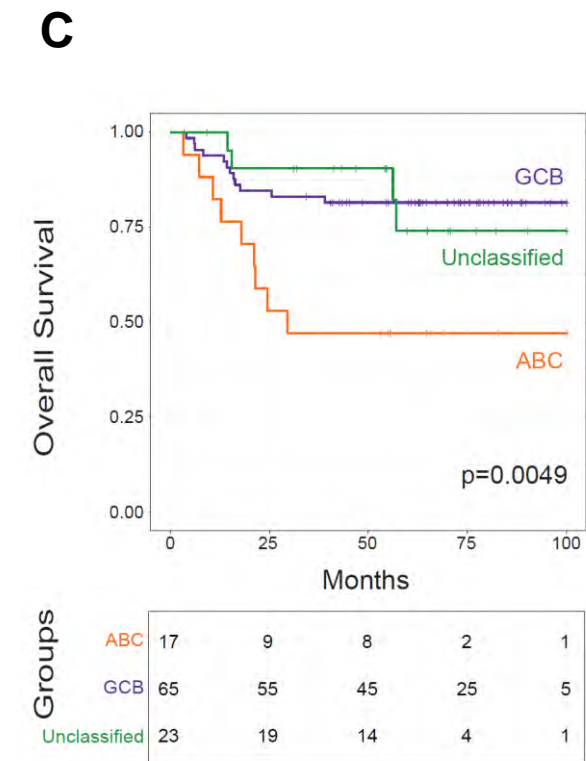 C
1.00
0.75
0.50
0.25
0.00
Overall Survival
GCB
Unclassified
ABC
p=0.0049
0 25 50 75 100
Months
Groups
ABC 17 9 8 2 1
GCB 65 55 45 25 5
Unclassified 23 19 14 4 1